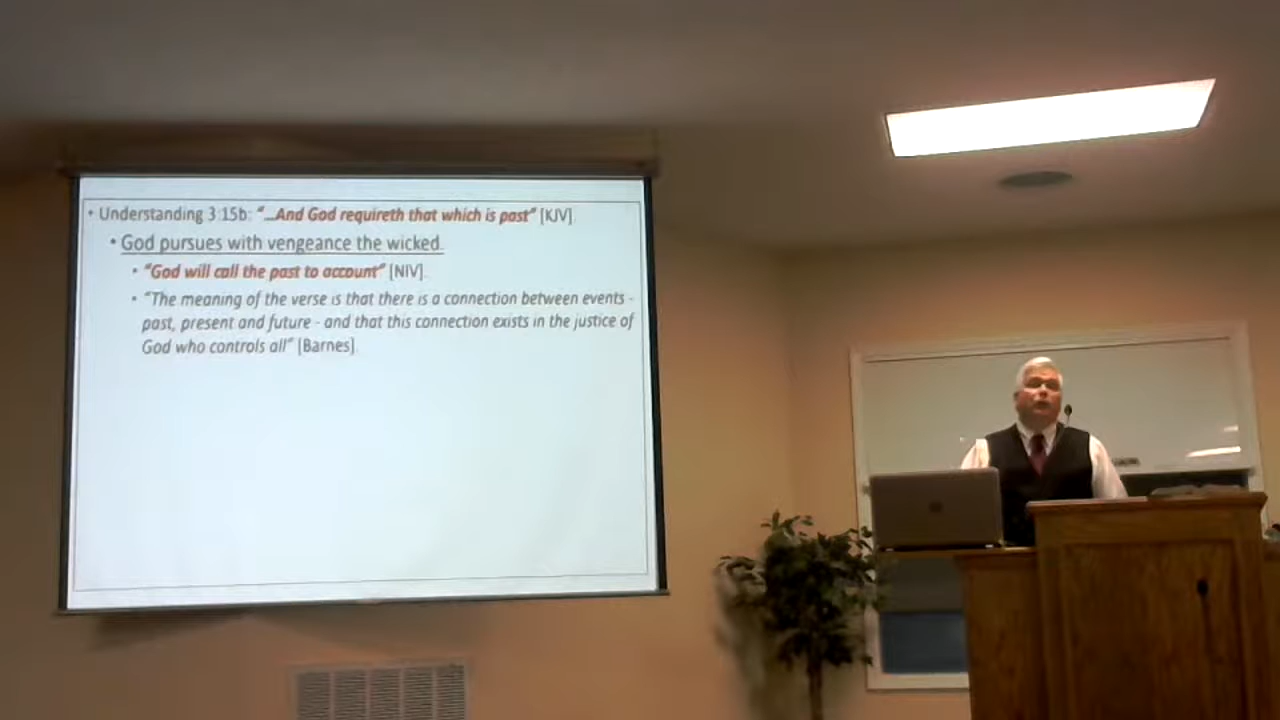 • Understanding 3:15b: "...And God requireth that which is past" [KJV].
• God pursues with vengeance the wicked.
• "God will call the past to account" [NIV].
• "The meaning of the verse is that there is a connection between events -
past, present and future - and that this connection exists in the justice of
God who controls all" [Barnes].